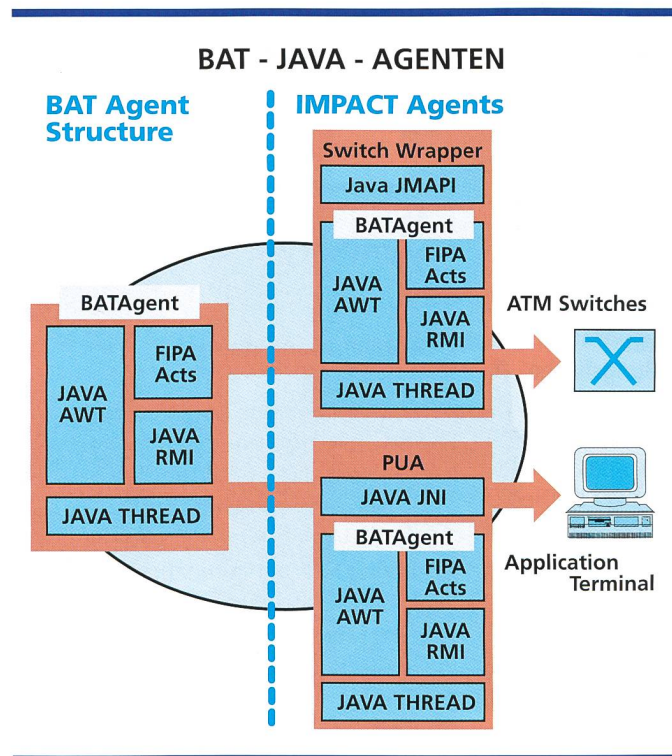 BAT - JAVA - AGENTEN
BAT Agent
Structure
IMPACT Agents
BATAgent
JAVA
AWT
FIPA
Acts
JAVA
RMI
JAVA THREAD
Switch Wrapper
Java JMAPI
BATAgent
JAVA
AWT
FIPA
Acts
JAVA
RMI
JAVA THREAD
ATM Switches
PUA
JAVA JNI
BATAgent
JAVA
AWT
FIPA
Acts
JAVA
RMI
JAVA THREAD
Application
Terminal